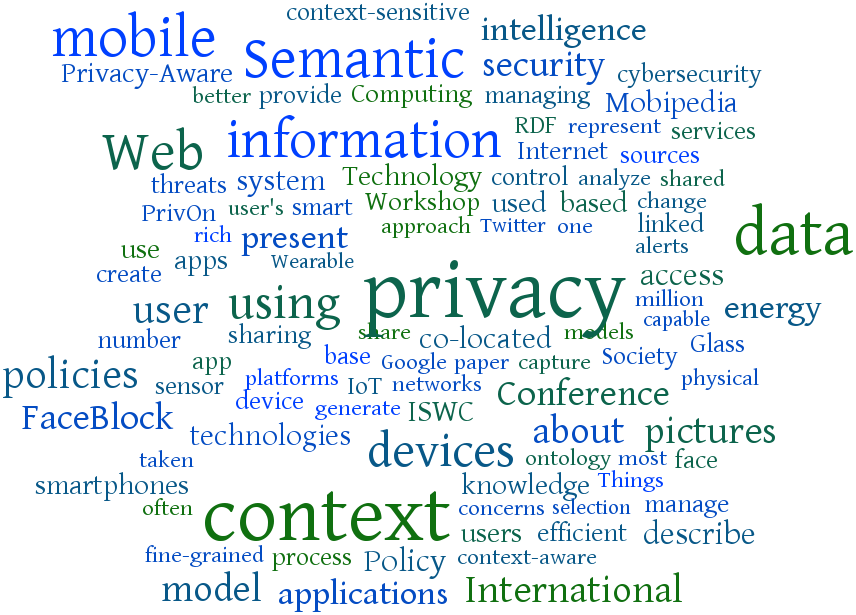 context-sensitive
mobile Semantic intelligence
Privacy-Aware security cybersecurity
better provide Computing managing Mobipedia
Web information RDF represent services
Internet sources
threats system Technology control analyze shared
PrivOn user's smart Workshop used based change
rich present approach Twitter one linked data
use apps Wearable alerts
create privacy access
user using million energy
number sharing share co-located models capable
policies app base Google paper capture Society Glass
sensor platforms IoT networks physical
FaceBlock device generate ISWC Conference
technologies devices about pictures
taken ontology most face
smartphones knowledge Things
often context concerns selection manage
users efficient describe
fine-grained process Policy context-aware
model applications International